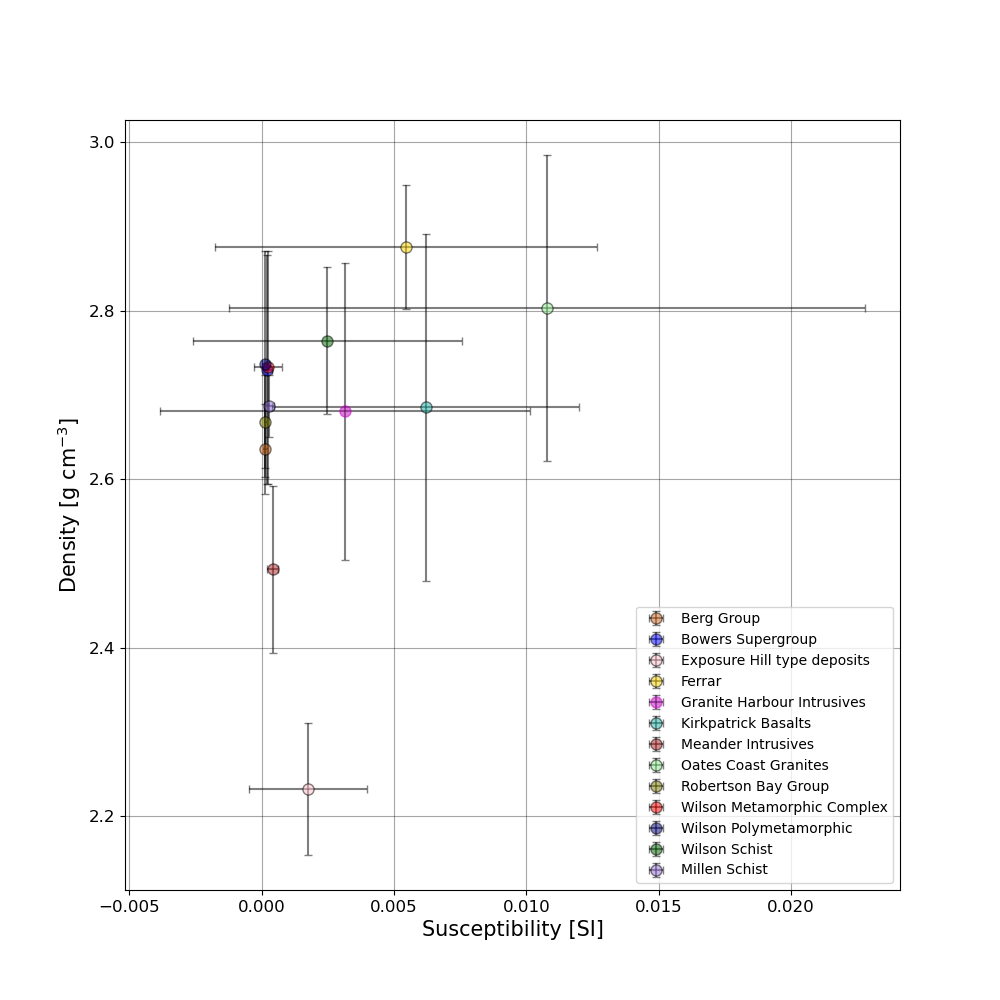 3.0
2.8
2.6
2.4
2.2
Density [g cm⁻³]
−0.005
0.000
0.005
0.010
0.015
0.020
Susceptibility [SI]
Berg Group
Bowers Supergroup
Exposure Hill type deposits
Ferrar
Granite Harbour Intrusives
Kirkpatrick Basalts
Meander Intrusives
Oates Coast Granites
Robertson Bay Group
Wilson Metamorphic Complex
Wilson Polymetamorphic
Wilson Schist
Millen Schist